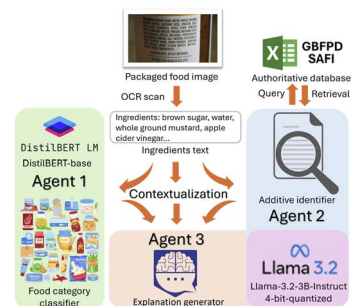 GBFPD
SAFI
Packaged food image
Authoritative database
Query
Retrieval
OCR scan
Ingredients: brown sugar, water,
whole ground mustard, apple
cider vinegar...
Ingredients text
DistilBERT LM
DistilBERT-base
Agent 1
Contextualization
Additive identifier
Agent 2
Agent 3
Llama 3.2
Llama-3.2-3B-Instruct
4-bit-quantized
Food category
classifier
Explanation generator